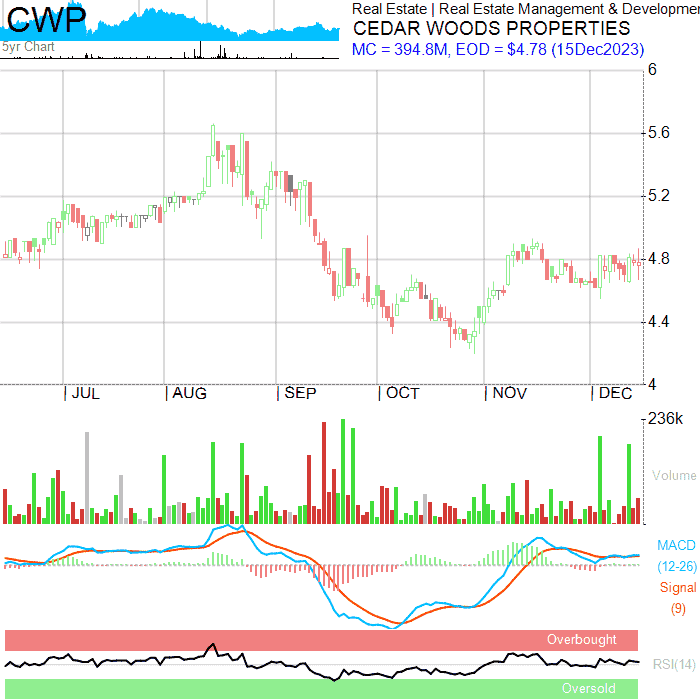 CWP
5yr Chart
Real Estate | Real Estate Management & Developmen
CEDAR WOODS PROPERTIES
MC = 394.8M, EOD = $4.78 (15Dec2023)
6
5.6
5.2
4.8
4.4
4
| JUL | AUG | SEP | OCT | NOV | DEC
236k
Volume
MACD
(12-26)
Signal
(9)
Overbought
RSI(14)
Oversold